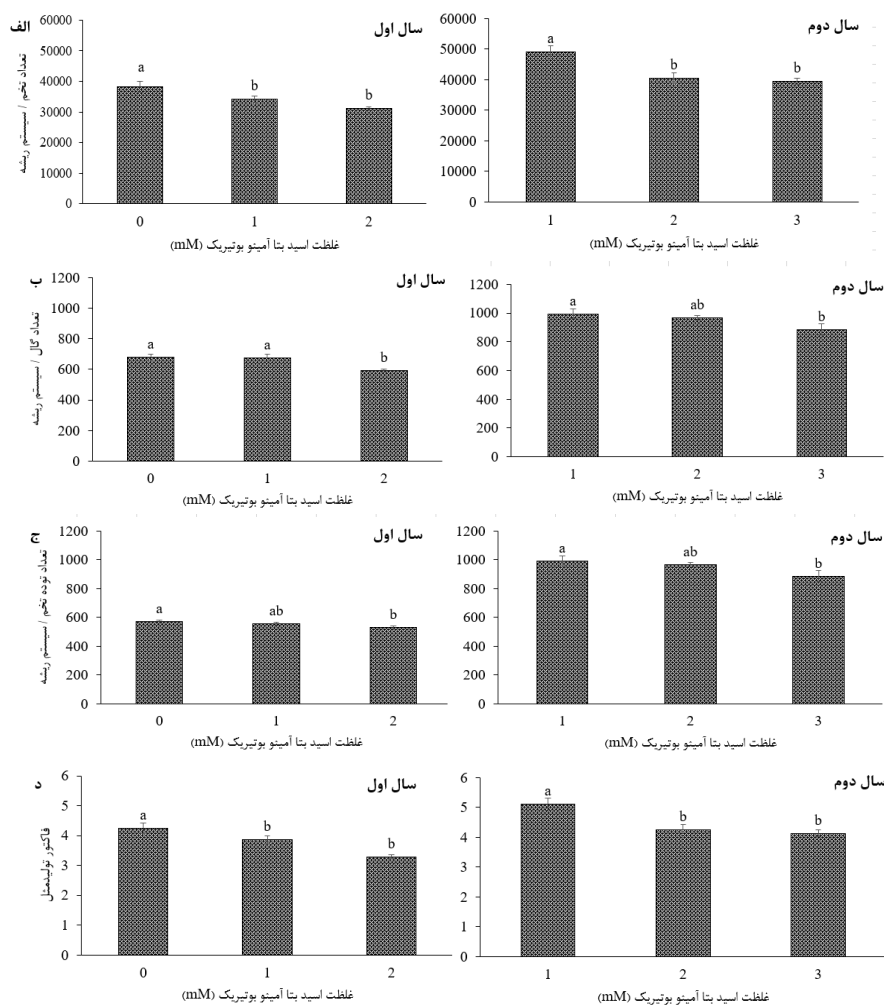 الف
سال اول
سال دوم
تعداد تخم / سیستم ریشه
60000
50000
40000
30000
20000
10000
0
a
b
b
0
1
2
غلظت اسید بتا آمینو بوتیریک (mM)
60000
50000
40000
30000
20000
10000
0
a
b
b
1
2
3
غلظت اسید بتا آمینو بوتیریک (mM)
ب
سال اول
سال دوم
تعداد گال / سیستم ریشه
1200
1000
800
600
400
200
0
a
a
b
0
1
2
غلظت اسید بتا آمینو بوتیریک (mM)
1200
1000
800
600
400
200
0
a
ab
b
1
2
3
غلظت اسید بتا آمینو بوتیریک (mM)
ج
سال اول
سال دوم
تعداد توده تخم / سیستم ریشه
1200
1000
800
600
400
200
0
a
ab
b
0
1
2
غلظت اسید بتا آمینو بوتیریک (mM)
1200
1000
800
600
400
200
0
a
ab
b
1
2
3
غلظت اسید بتا آمینو بوتیریک (mM)
د
سال اول
سال دوم
فاکتور تولیدمثل
6
5
4
3
2
1
0
a
b
b
0
1
2
غلظت اسید بتا آمینو بوتیریک (mM)
6
5
4
3
2
1
0
a
b
b
1
2
3
غلظت اسید بتا آمینو بوتیریک (mM)